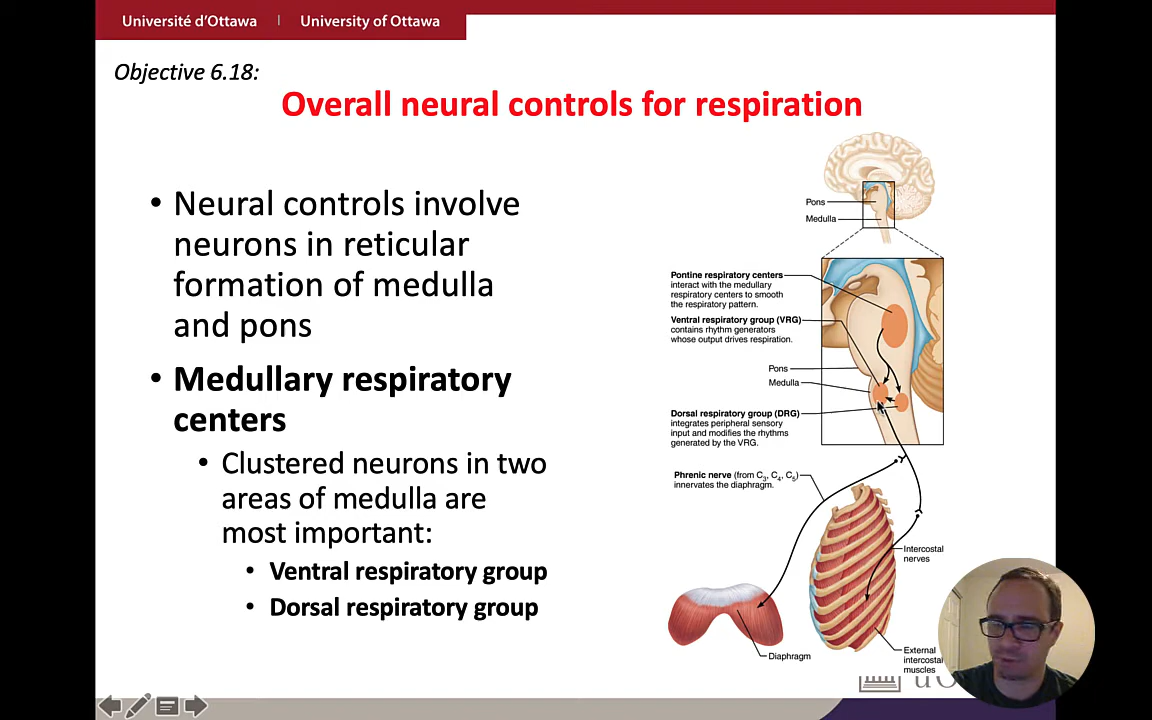 Université d'Ottawa | University of Ottawa
Objective 6.18:
Overall neural controls for respiration
• Neural controls involve
neurons in reticular
formation of medulla
and pons
• Medullary respiratory
centers
• Clustered neurons in two
areas of medulla are
most important:
• Ventral respiratory group
• Dorsal respiratory group
Pons
Medulla
Pontine respiratory centers
interact with the medullary
respiratory centers to smooth
the respiratory pattern.
Ventral respiratory group (VRG)
contains rhythm generators
whose output drives respiration.
Pons
Medulla
Dorsal respiratory group (DRG)
integrates peripheral sensory
input and modifies the rhythms
generated by the VRG.
Phrenic nerve (from C3, C4, C5)
innervates the diaphragm.
Intercostal
nerves
Diaphragm
External
intercostal
muscles